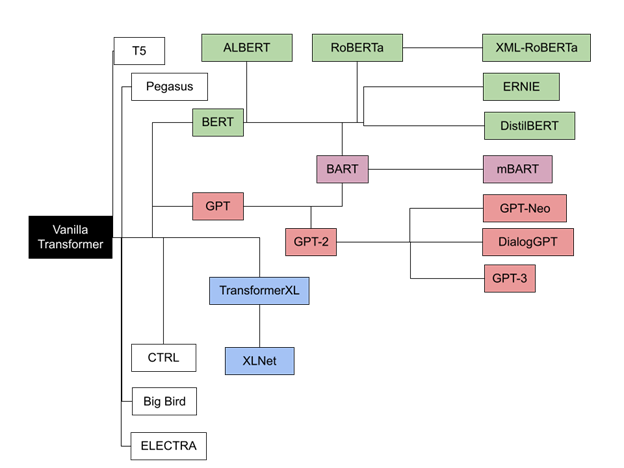 T5
ALBERT
RoBERTa
XML-RoBERTa
Pegasus
ERNIE
BERT
DistilBERT
BART
mBART
GPT
GPT-Neo
Vanilla
Transformer
GPT-2
DialogGPT
GPT-3
TransformerXL
CTRL
XLNet
Big Bird
ELECTRA